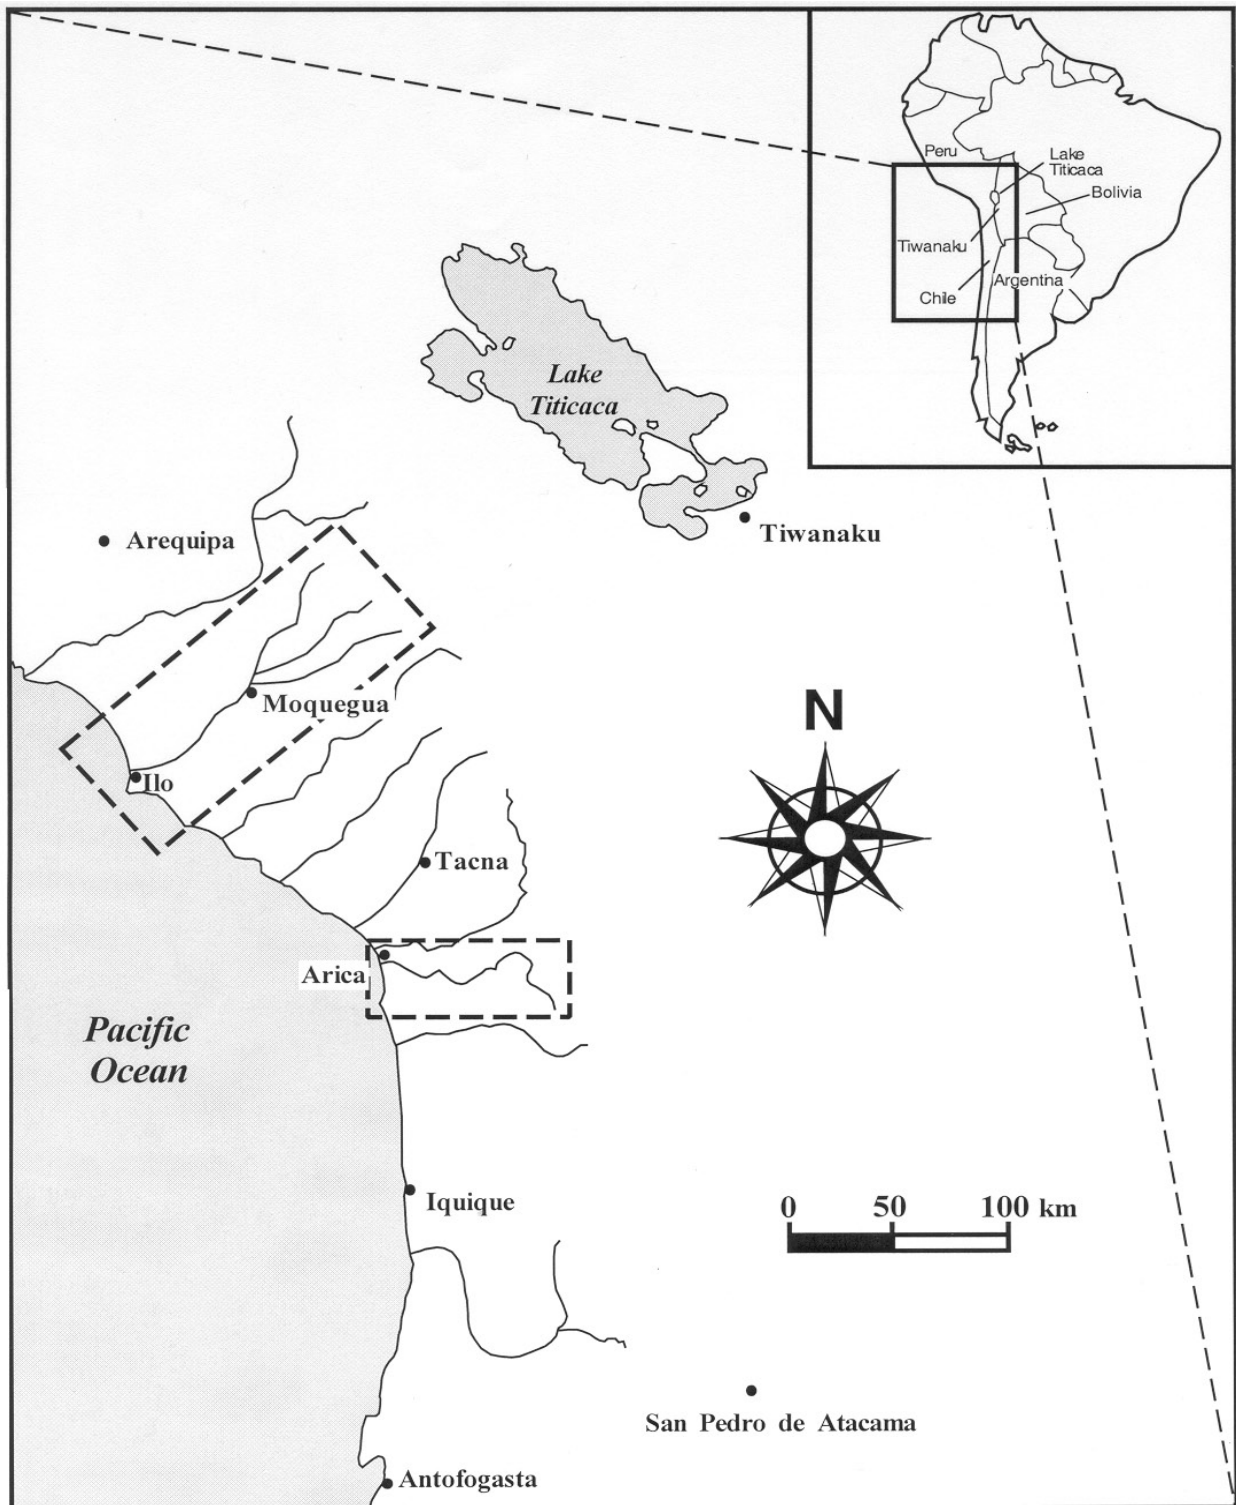 Peru
Lake
Titicaca
Bolivia
Tiwanaku
Argentina
Chile
Lake
Titicaca
Arequipa
Tiwanaku
Moquegua
N
Ilo
Tacna
Arica
Pacific
Ocean
Iquique
0 50 100 km
San Pedro de Atacama
Antofogasta